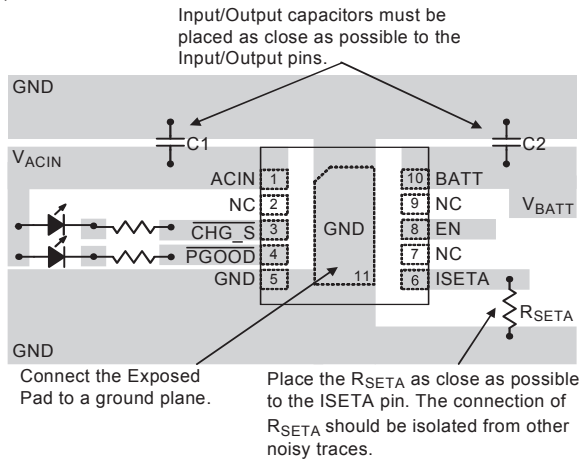 Input/Output capacitors must be
placed as close as possible to the
Input/Output pins.
GND
C1
C2
VACIN
ACIN 1
10 BATT
NC 2
9 NC
VBATT
CHG_S 3
GND
8 EN
PGOOD 4
7 NC
GND 5
11
6 ISETA
RSETA
GND
Connect the Exposed
Pad to a ground plane.
Place the RSETA as close as possible
to the ISETA pin. The connection of
RSETA should be isolated from other
noisy traces.